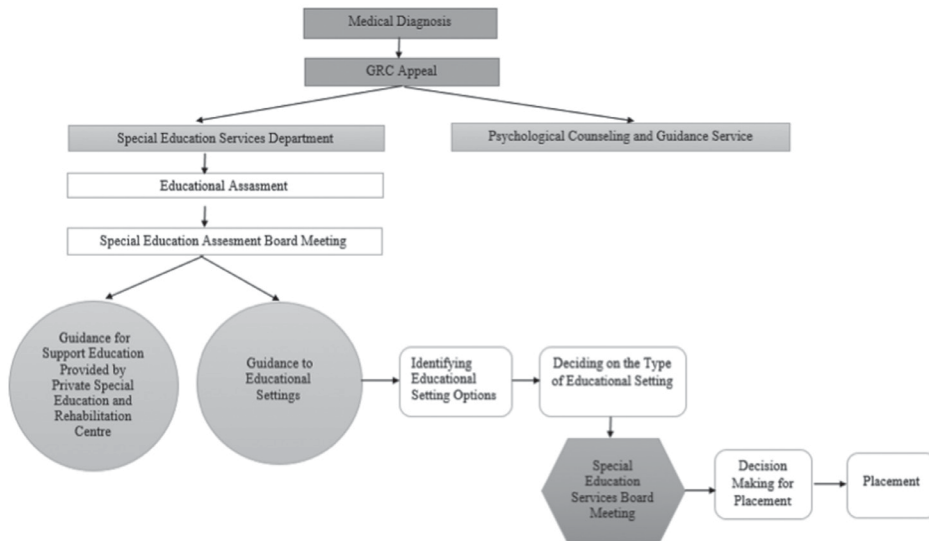 Medical Diagnosis
GRC Appeal
Special Education Services Department
Psychological Counseling and Guidance Service
Educational Assasment
Special Education Assesment Board Meeting
Guidance for
Support Education
Provided by
Private Special
Education and
Rehabilitation
Centre
Guidance to
Educational
Settings
Identifying
Educational
Setting Options
Deciding on the Type
of Educational Setting
Special
Education
Services Board
Meeting
Decision
Making for
Placement
Placement